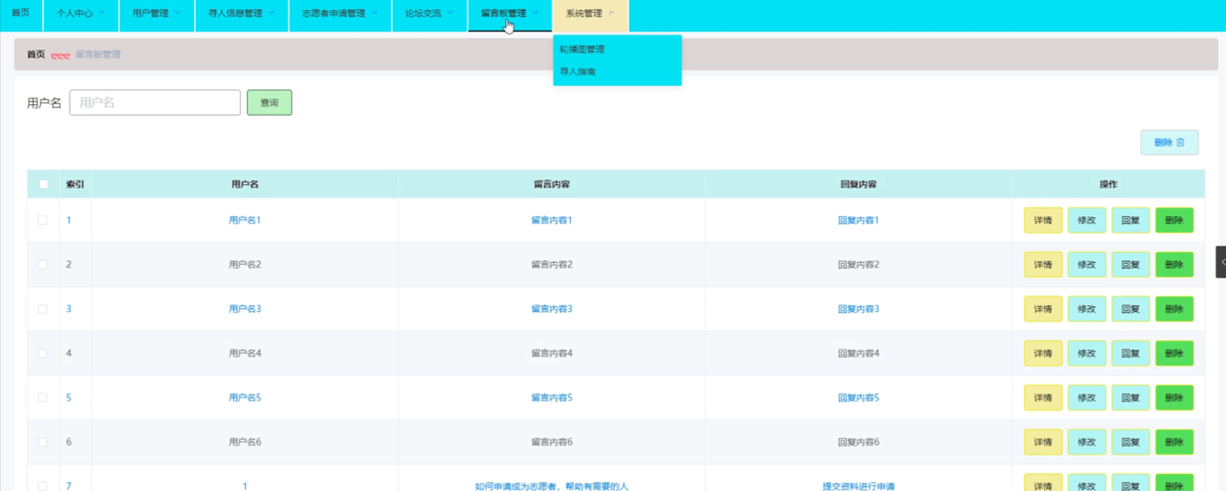 首页 个人中心 用户管理 寻人信息管理 志愿者申请管理 论坛交流 留言板管理 系统管理
轮播图管理
寻人指南
首页 留言板管理
用户名 用户名 查询
删除
索引 用户名 留言内容 回复内容 操作
1 用户名1 留言内容1 回复内容1 详情 修改 回复 删除
2 用户名2 留言内容2 回复内容2 详情 修改 回复 删除
3 用户名3 留言内容3 回复内容3 详情 修改 回复 删除
4 用户名4 留言内容4 回复内容4 详情 修改 回复 删除
5 用户名5 留言内容5 回复内容5 详情 修改 回复 删除
6 用户名6 留言内容6 回复内容6 详情 修改 回复 删除
7 1 如何申请成为志愿者，帮助有需要的人 提交资料进行申请 详情 修改 回复 删除